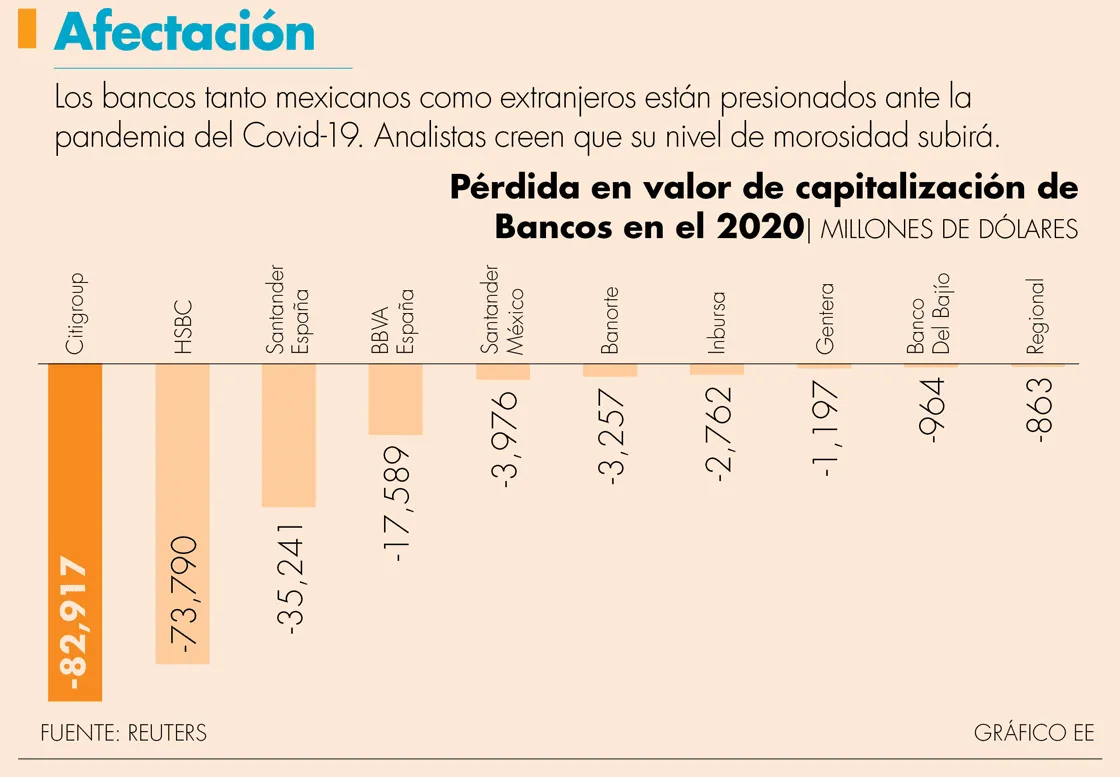 Afectación
Los bancos tanto mexicanos como extranjeros están presionados ante la
pandemia del Covid-19. Analistas creen que su nivel de morosidad subirá.
Pérdida en valor de capitalización de
Bancos en el 2020| MILLONES DE DÓLARES
Citigroup
HSBC
Santander
España
BBVA
España
Santander
México
Banorte
Inbursa
Gentera
Banco
Del Bajío
Regional
-82,917
-73,790
-35,241
-17,589
-3,976
-3,257
-2,762
-1,197
-964
-863
FUENTE: REUTERS
GRÁFICO EE